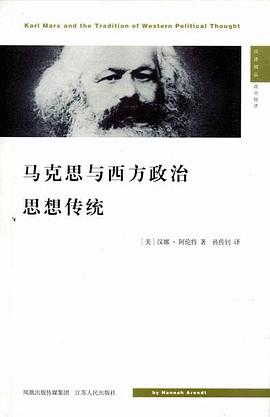 Karl Marx and the Tradition of Western Political Thought
汉译精品
政治经济
马克思与西方政治
思想传统
[美] 汉娜·阿伦特 著 孙传钊 译
凤凰出版传媒集团 江苏人民出版社
by Hannah Arendt